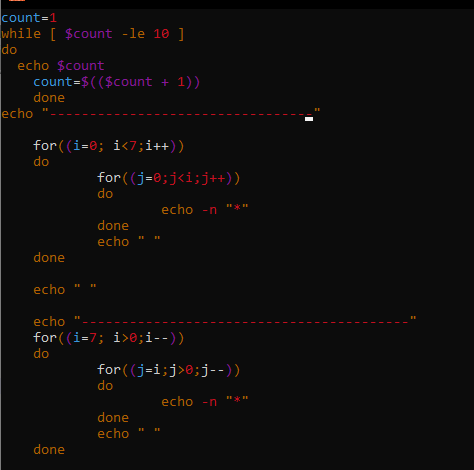 count=1
while [ $count -le 10 ]
do
  echo $count
    count=$(($count + 1))
    done
echo "---------------------------------"
    for((i=0; i<7;i++))
    do
            for((j=0;j<i;j++))
            do
                    echo -n "*"
            done
            echo " "
    done
    echo " "
    echo "-----------------------------------------"
    for((i=7; i>0;i--))
    do
            for((j=i;j>0;j--))
            do
                    echo -n "*"
            done
            echo " "
    done